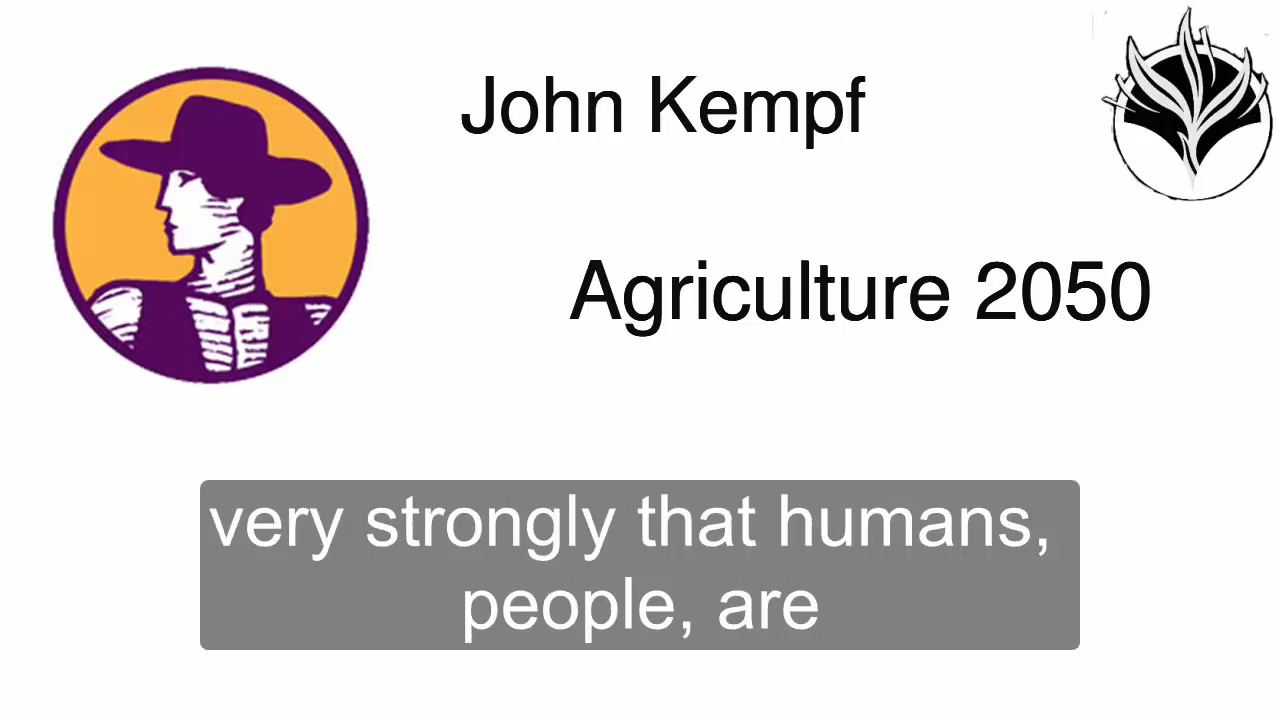 John Kempf
Agriculture 2050
very strongly that humans,
people, are